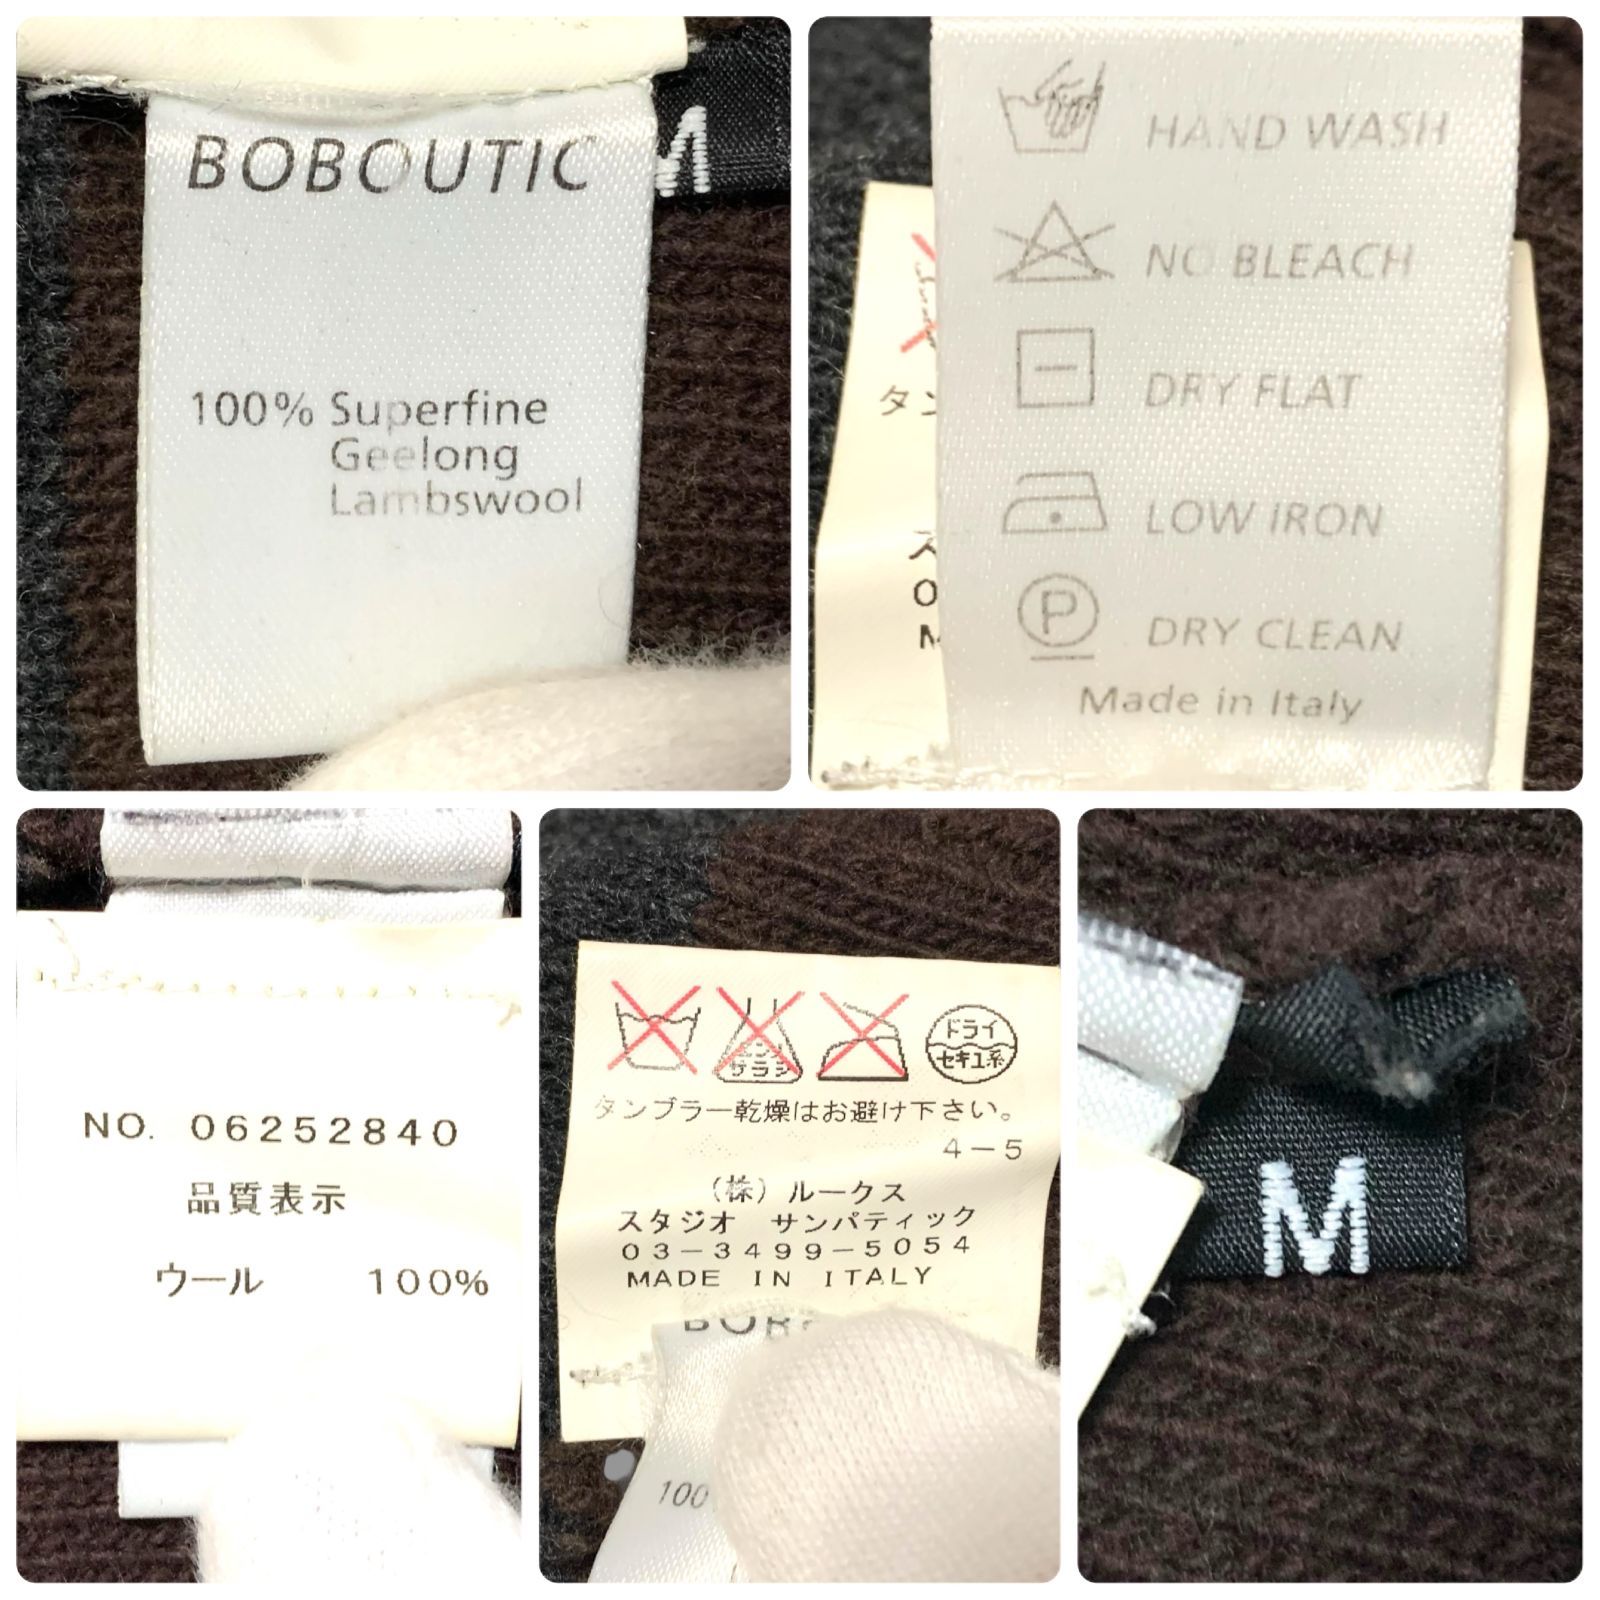 BOBOUTIC
M
100% Superfine
Geelong
Lambswool
HAND WASH
NO BLEACH
DRY FLAT
LOW IRON
P
DRY CLEAN
Made in Italy
NO. 06252840
品質表示
ウール 100%
ドライ
セキユ系
タンブラー乾燥はお避け下さい。
4-5
(株)ルークス
スタジオ サンパティック
03-3499-5054
MADE IN ITALY
100
M